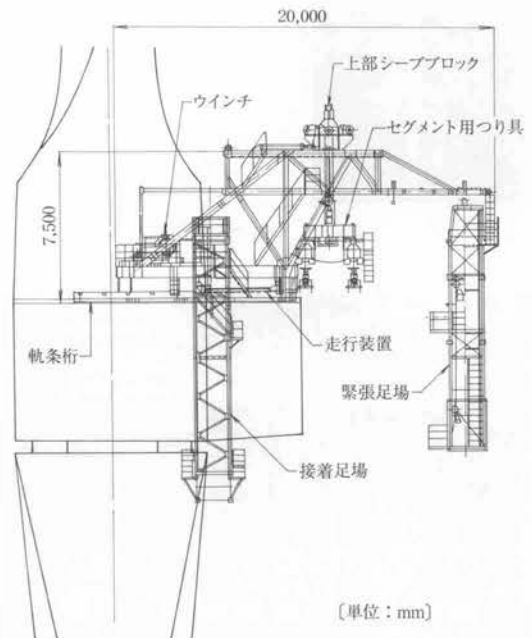 20,000
上部シーブブロック
ウインチ
セグメント用つり具
7,500
軌条桁
走行装置
緊張足場
接着足場
〔単位：mm〕